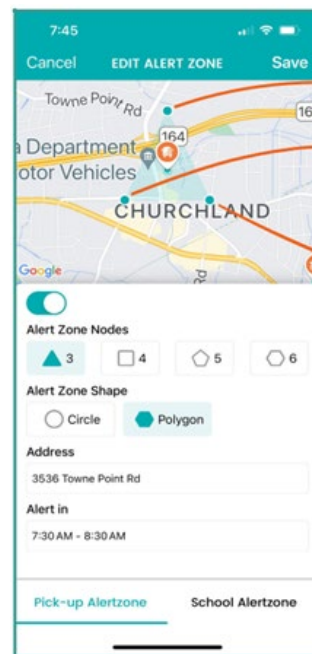 7:45
Cancel EDIT ALERT ZONE Save
Towne Point Rd
164
16
a Department
otor Vehicles
CHURCHLAND
Rd
Google
Alert Zone Nodes
3 4 5 6
Alert Zone Shape
Circle Polygon
Address
3536 Towne Point Rd
Alert in
7:30 AM - 8:30 AM
Pick-up Alertzone School Alertzone